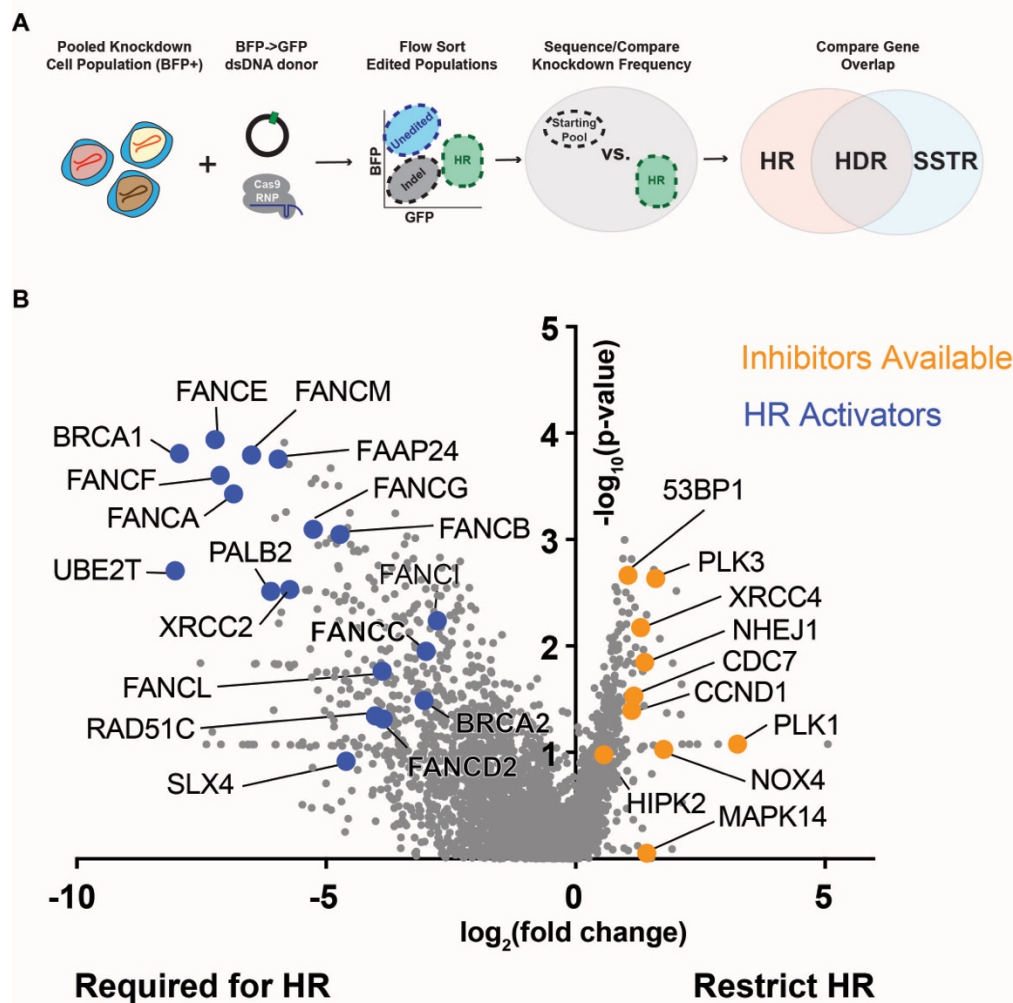 A
Pooled Knockdown
Cell Population (BFP+)
BFP->GFP
dsDNA donor
Flow Sort
Edited Populations
Sequence/Compare
Knockdown Frequency
Compare Gene
Overlap
+
Cas9
RNP
BFP
Unedited
HR
Indel
GFP
Starting
Pool
vs.
HR
HR
HDR
SSTR
B
5
-log10(p-value)
Inhibitors Available
HR Activators
FANCE
FANCM
BRCA1
4
FAAP24
FANCF
FANCG
53BP1
FANCA
FANCB
3
PLK3
UBE2T
PALB2
FANCI
XRCC4
XRCC2
NHEJ1
FANCC
2
CDC7
FANCL
CCND1
RAD51C
BRCA2
PLK1
1
FANCD2
NOX4
SLX4
HIPK2
MAPK14
-10
-5
0
5
log2(fold change)
Required for HR
Restrict HR